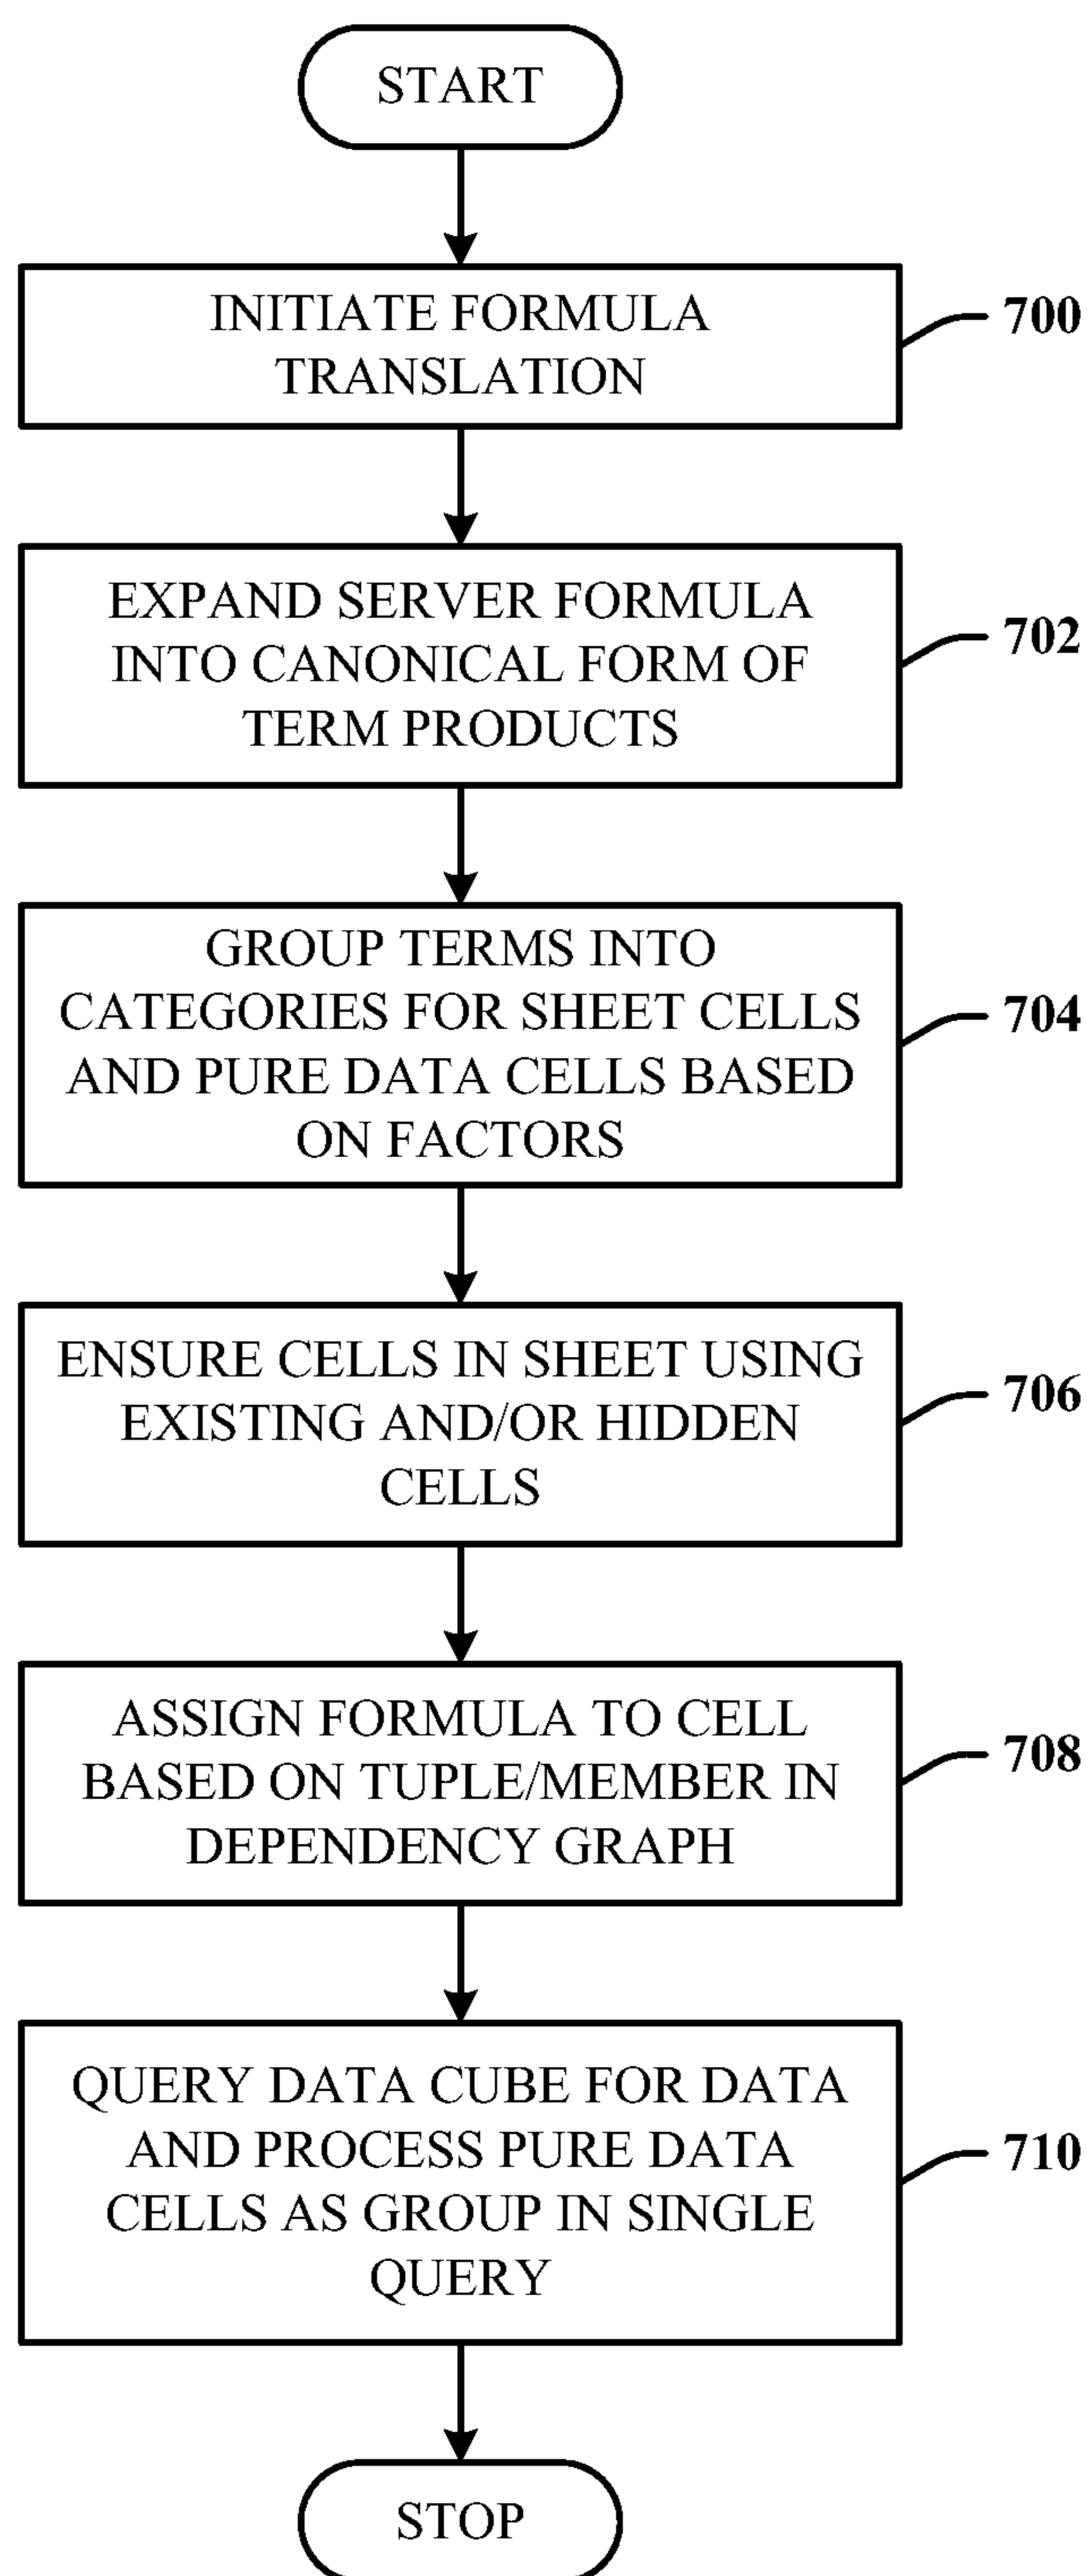 START
INITIATE FORMULA
TRANSLATION
700
EXPAND SERVER FORMULA
INTO CANONICAL FORM OF
TERM PRODUCTS
702
GROUP TERMS INTO
CATEGORIES FOR SHEET CELLS
AND PURE DATA CELLS BASED
ON FACTORS
704
ENSURE CELLS IN SHEET USING
EXISTING AND/OR HIDDEN
CELLS
706
ASSIGN FORMULA TO CELL
BASED ON TUPLE/MEMBER IN
DEPENDENCY GRAPH
708
QUERY DATA CUBE FOR DATA
AND PROCESS PURE DATA
CELLS AS GROUP IN SINGLE
QUERY
710
STOP